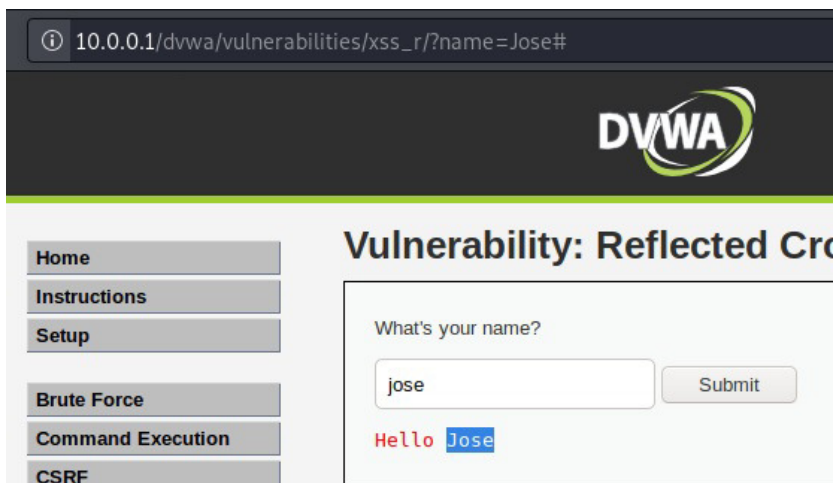 10.0.0.1/dvwa/vulnerabilities/xss_r/?name=Jose#
DVWA
Vulnerability: Reflected Cro
Home
Instructions
Setup
Brute Force
Command Execution
CSRF
What's your name?
jose Submit
Hello Jose